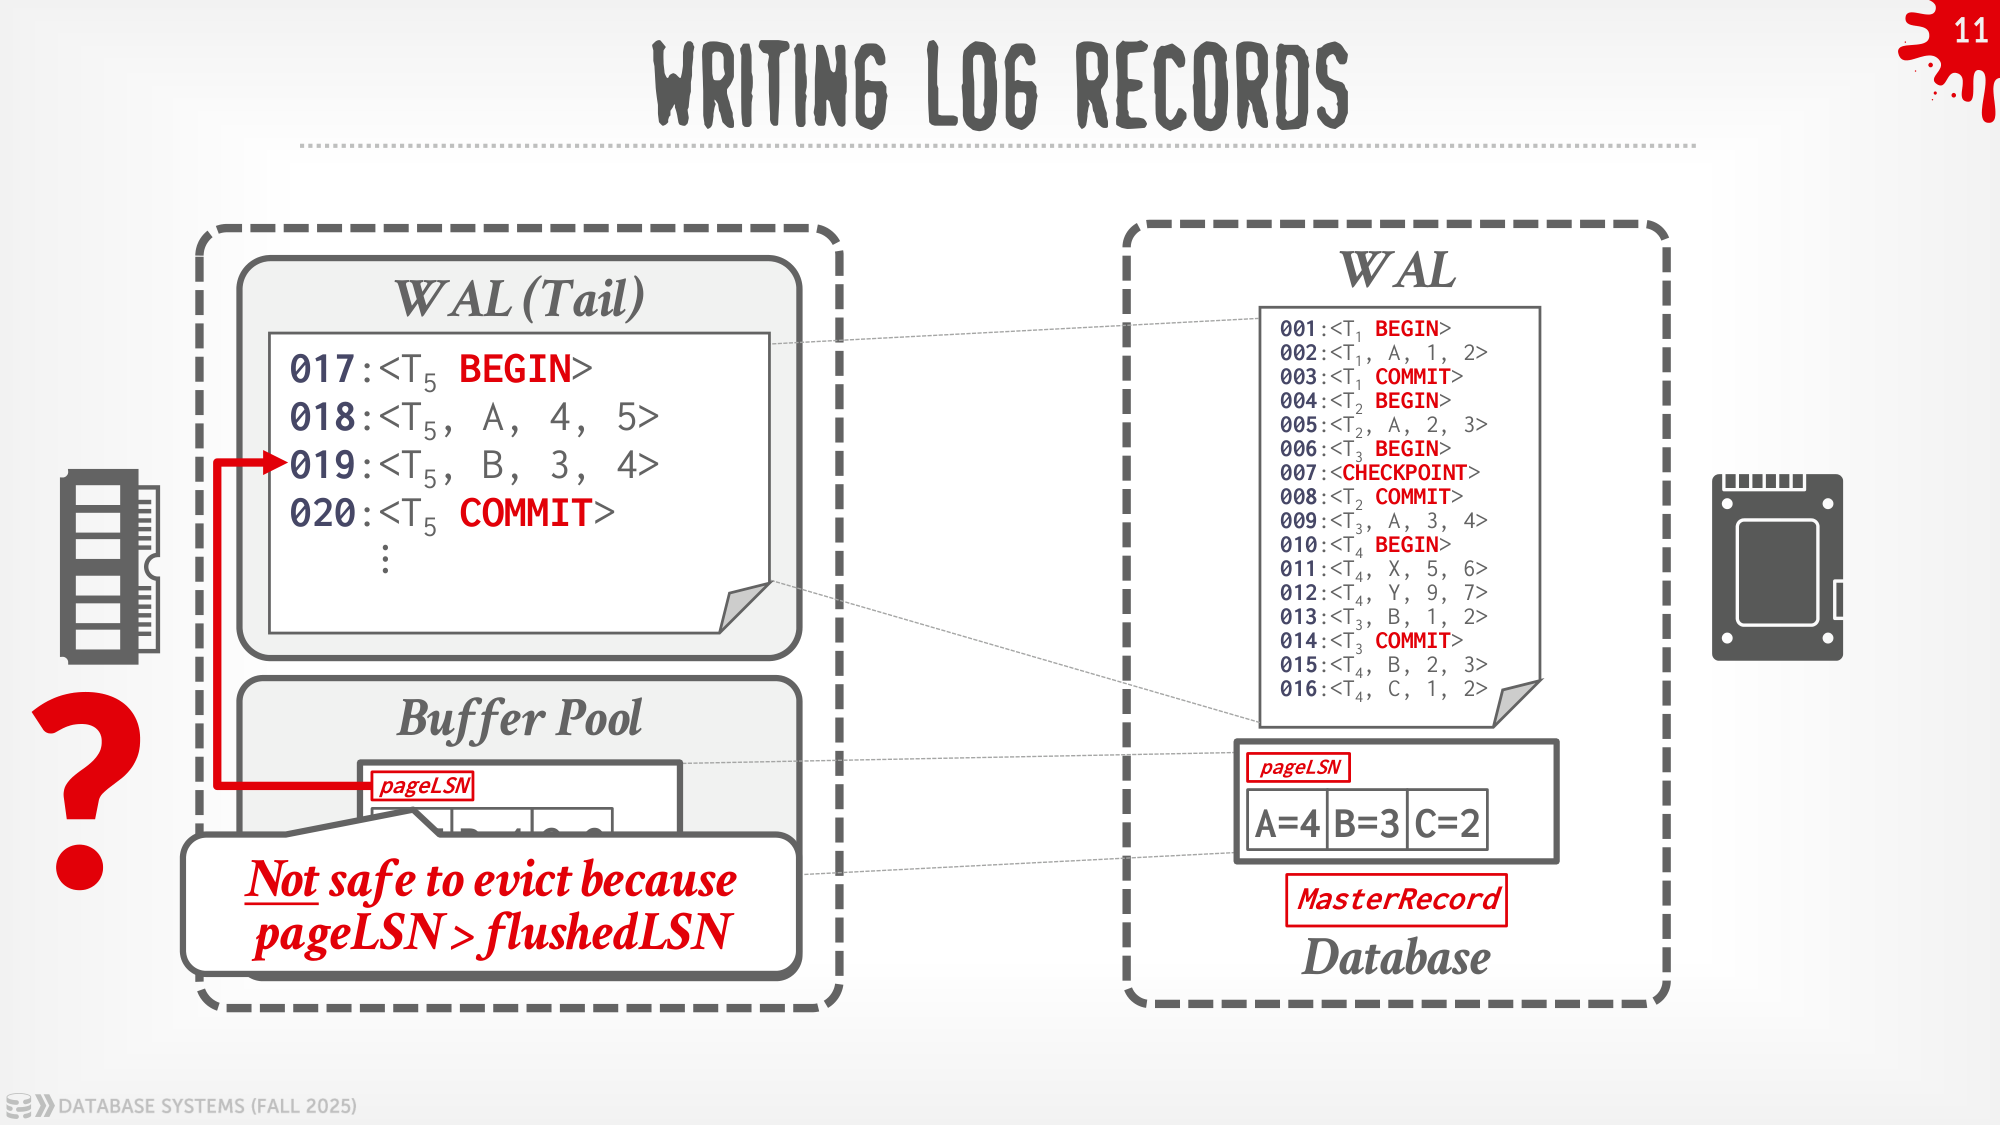 11
WRITING LOG RECORDS
WAL (Tail)
017:<T5 BEGIN>
018:<T5, A, 4, 5>
019:<T5, B, 3, 4>
020:<T5 COMMIT>
⋮
Buffer Pool
pageLSN
Not safe to evict because
pageLSN > flushedLSN
?
WAL
001:<T1 BEGIN>
002:<T1, A, 1, 2>
003:<T1 COMMIT>
004:<T2 BEGIN>
005:<T2, A, 2, 3>
006:<T3 BEGIN>
007:<CHECKPOINT>
008:<T2 COMMIT>
009:<T3, A, 3, 4>
010:<T4 BEGIN>
011:<T4, X, 5, 6>
012:<T4, Y, 9, 7>
013:<T3, B, 1, 2>
014:<T3 COMMIT>
015:<T4, B, 2, 3>
016:<T4, C, 1, 2>
pageLSN
A=4 B=3 C=2
MasterRecord
Database
DATABASE SYSTEMS (FALL 2025)